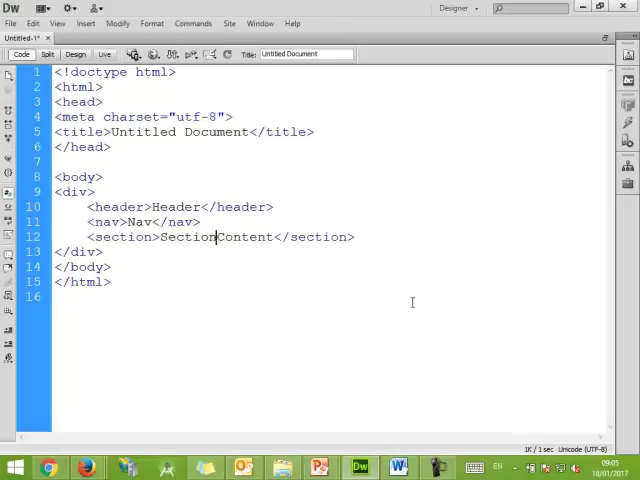 Dw
Designer
File Edit View Insert Modify Format Commands Site Window Help
Untitled-1* ×
Code Split Design Live Title: Untitled Document
1 <!doctype html>
2 <html>
3 <head>
4 <meta charset="utf-8">
5 <title>Untitled Document</title>
6 </head>
7
8 <body>
9 <div>
10 <header>Header</header>
11 <nav>Nav</nav>
12 <section>SectionContent</section>
13 </div>
14 </body>
15 </html>
16
1K / 1 sec Unicode (UTF-8)
Dw
EN
09:05
18/01/2017